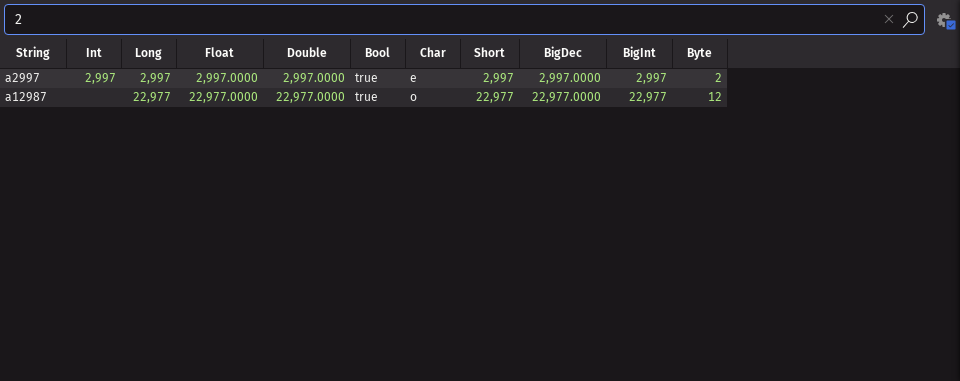 2
String Int Long Float Double Bool Char Short BigDec BigInt Byte
a2997 2,997 2,997 2,997.0000 2,997.0000 true e 2,997 2,997.0000 2,997 2
a12987 22,977 22,977.0000 22,977.0000 true o 22,977 22,977.0000 22,977 12